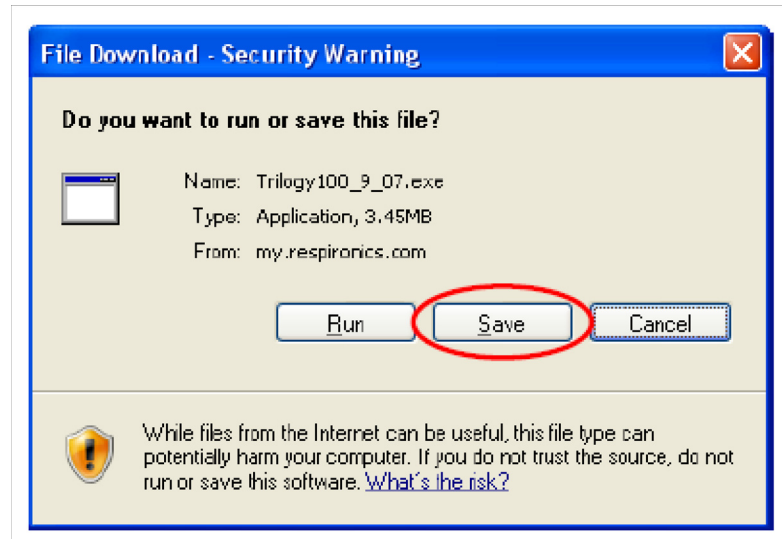 File Download - Security Warning
Do you want to run or save this file?
Name: Trilogy100_9_07.exe
Type: Application, 3.45MB
From: my.respironics.com
Run Save Cancel
While files from the Internet can be useful, this file type can
potentially harm your computer. If you do not trust the source, do not
run or save this software. What's the risk?